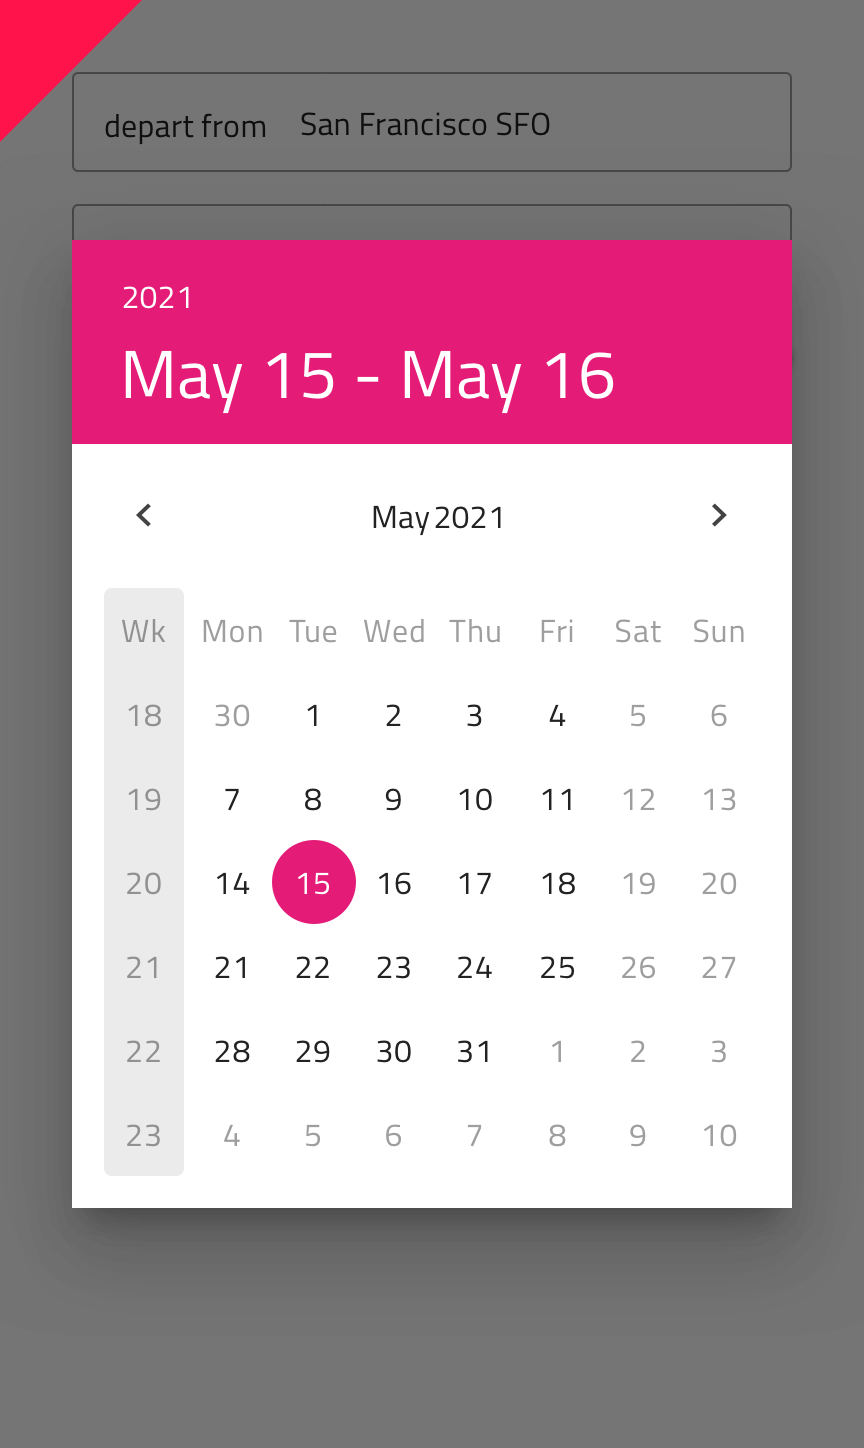 depart from San Francisco SFO
2021
May 15 - May 16
May 2021
Wk Mon Tue Wed Thu Fri Sat Sun
18 30 1 2 3 4 5 6
19 7 8 9 10 11 12 13
20 14 15 16 17 18 19 20
21 21 22 23 24 25 26 27
22 28 29 30 31 1 2 3
23 4 5 6 7 8 9 10